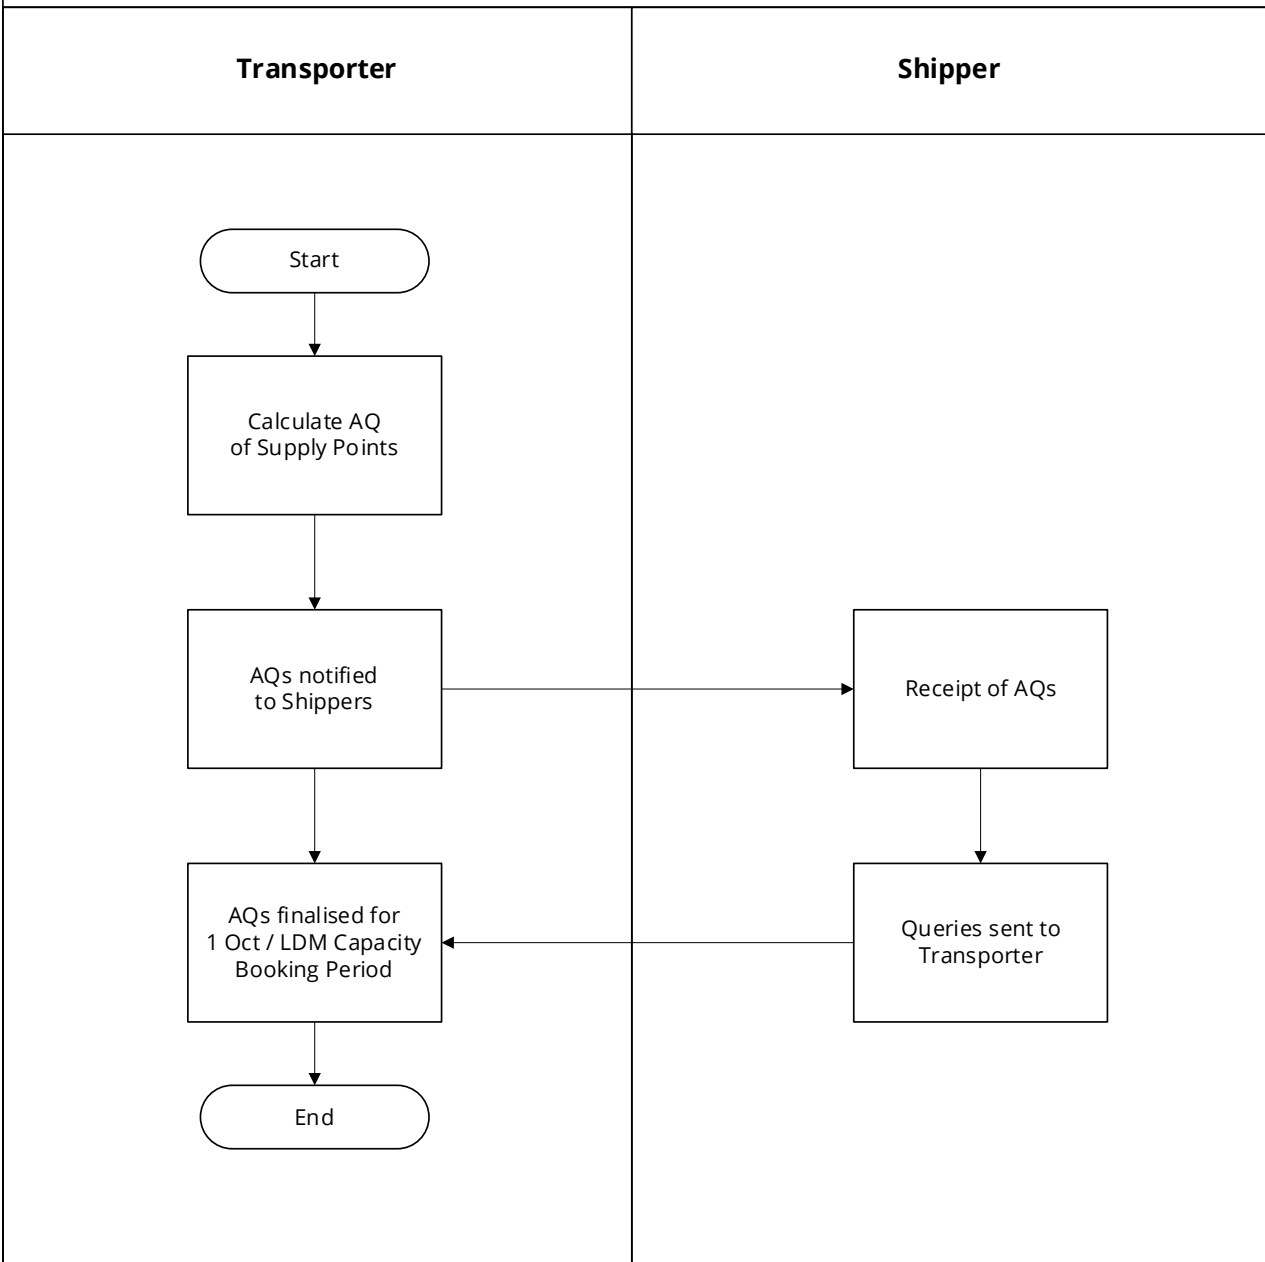 Transporter
Shipper
Start
Calculate AQ
of Supply Points
AQs notified
to Shippers
Receipt of AQs
AQs finalised for
1 Oct / LDM Capacity
Booking Period
Queries sent to
Transporter
End